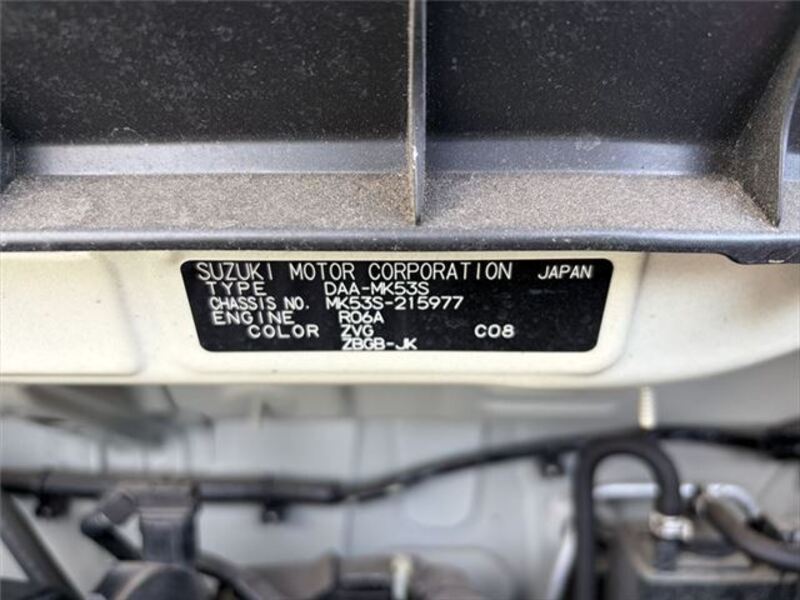 SUZUKI MOTOR CORPORATION JAPAN
TYPE DAA-MK53S
CHASSIS NO. MK53S-215977
ENGINE R06A
COLOR ZVG C08
ZBGB-JK